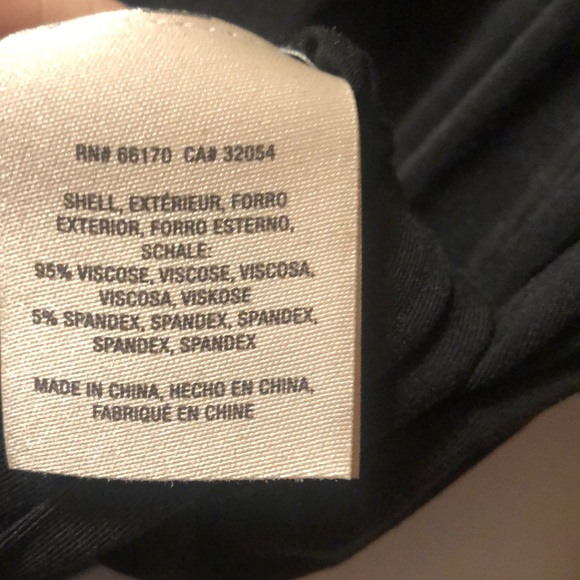 RN# 66170 CA# 32054
SHELL, EXTÉRIEUR, FORRO
EXTERIOR, FORRO ESTERNO,
SCHALE:
95% VISCOSE, VISCOSE, VISCOSA,
VISCOSA, VISKOSE
5% SPANDEX, SPANDEX, SPANDEX,
SPANDEX, SPANDEX
MADE IN CHINA, HECHO EN CHINA,
FABRIQUÉ EN CHINE